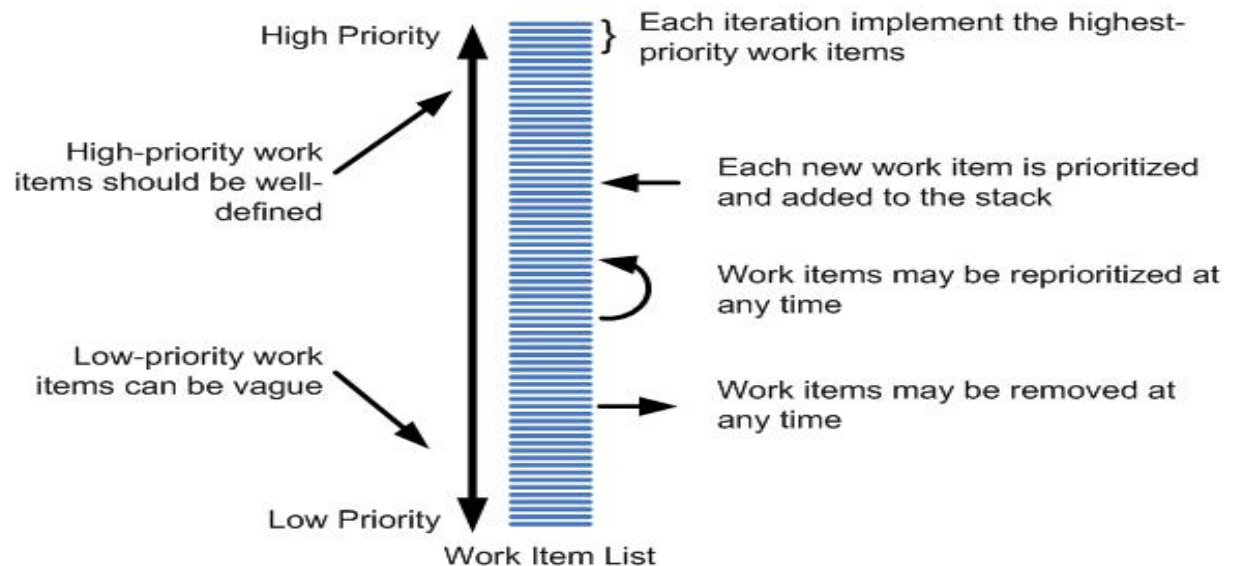 High Priority
Each iteration implement the highest-
priority work items
High-priority work
items should be well-
defined
Each new work item is prioritized
and added to the stack
Work items may be reprioritized at
any time
Low-priority work
items can be vague
Work items may be removed at
any time
Low Priority
Work Item List